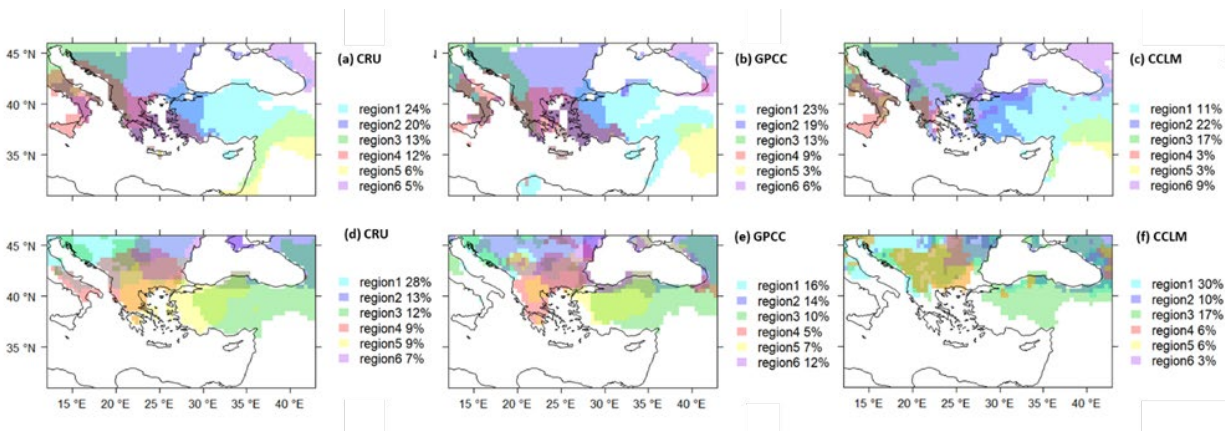 (a) CRU
region1 24%
region2 20%
region3 13%
region4 12%
region5 6%
region6 5%
(b) GPCC
region1 23%
region2 19%
region3 13%
region4 9%
region5 3%
region6 6%
(c) CCLM
region1 11%
region2 22%
region3 17%
region4 3%
region5 3%
region6 9%
45 °N
40 °N
35 °N
(d) CRU
region1 28%
region2 13%
region3 12%
region4 9%
region5 9%
region6 7%
(e) GPCC
region1 16%
region2 14%
region3 10%
region4 5%
region5 7%
region6 12%
(f) CCLM
region1 30%
region2 10%
region3 17%
region4 6%
region5 6%
region6 3%
45 °N
40 °N
35 °N
15 °E 20 °E 25 °E 30 °E 35 °E 40 °E
15 °E 20 °E 25 °E 30 °E 35 °E 40 °E
15 °E 20 °E 25 °E 30 °E 35 °E 40 °E